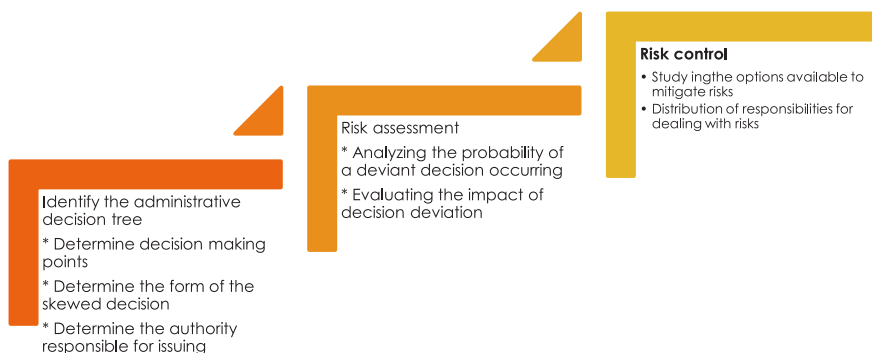 Identify the administrative
decision tree
* Determine decision making
points
* Determine the form of the
skewed decision
* Determine the authority
responsible for issuing
Risk assessment
* Analyzing the probability of
a deviant decision occurring
* Evaluating the impact of
decision deviation
Risk control
• Study ingthe options available to
mitigate risks
• Distribution of responsibilities for
dealing with risks